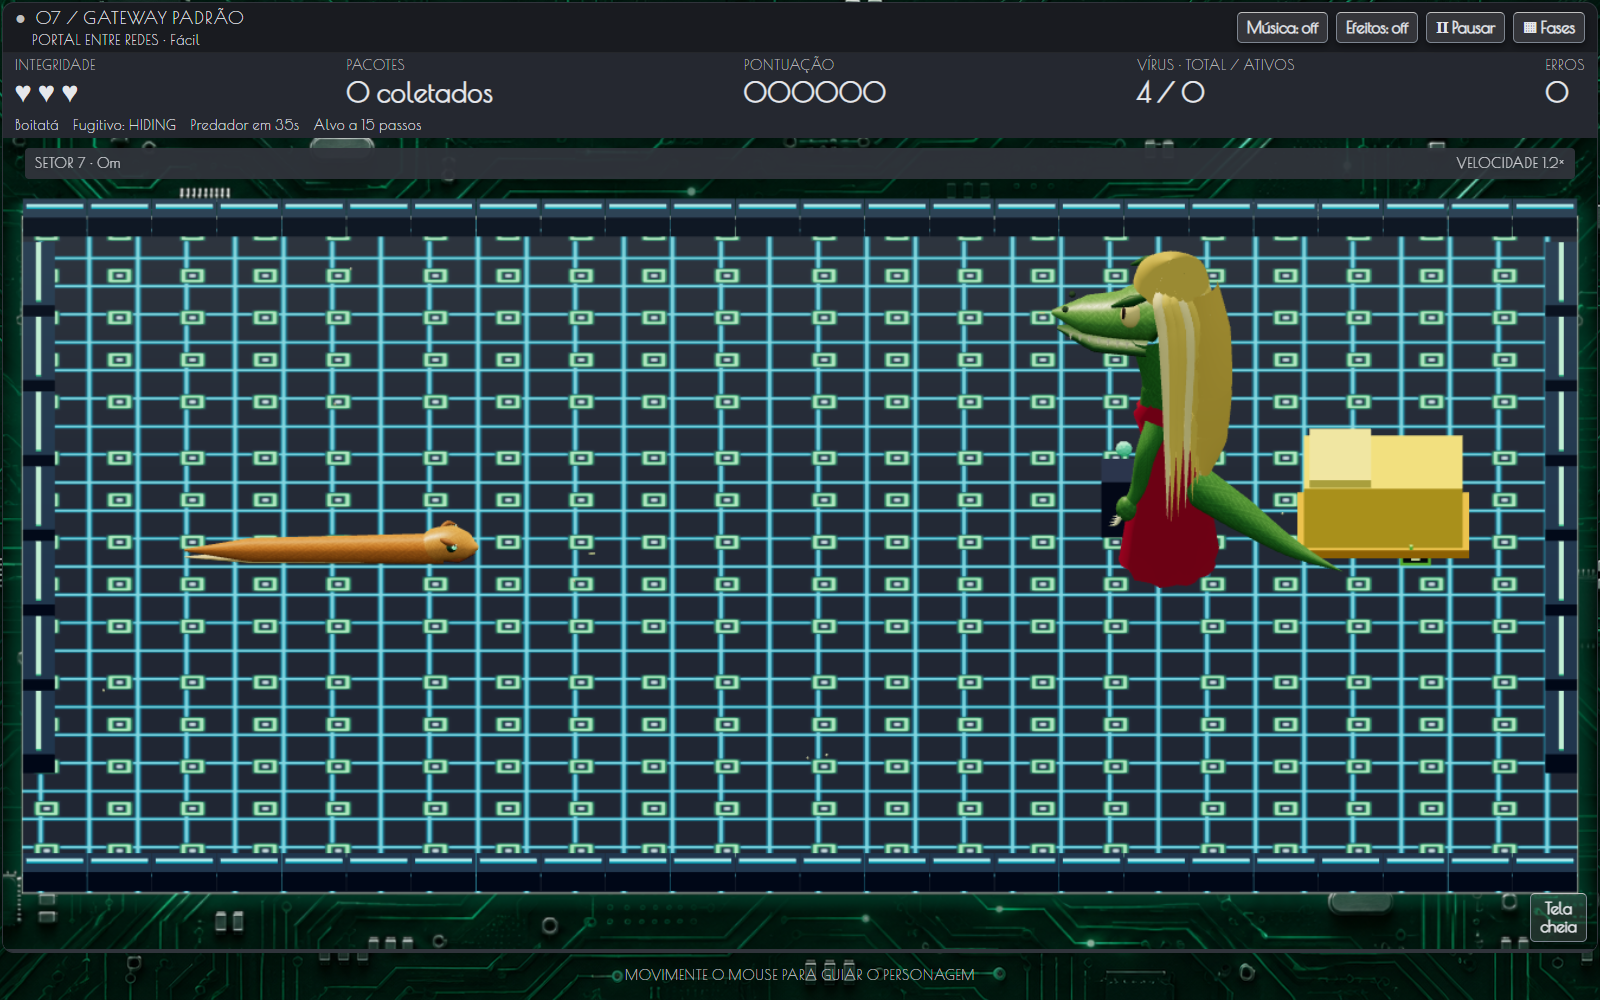 07 / GATEWAY PADRÃO
PORTAL ENTRE REDES · Fácil
Música: off
Efeitos: off
Pausar
Fases
INTEGRIDADE
PACOTES
0 coletados
PONTUAÇÃO
000000
VÍRUS · TOTAL / ATIVOS
4 / 0
ERROS
0
Boitatá Fugitivo: HIDING Predador em 35s Alvo a 15 passos
SETOR 7 · 0m
VELOCIDADE 1.2×
Tela
cheia
MOVIMENTE O MOUSE PARA GUIAR O PERSONAGEM